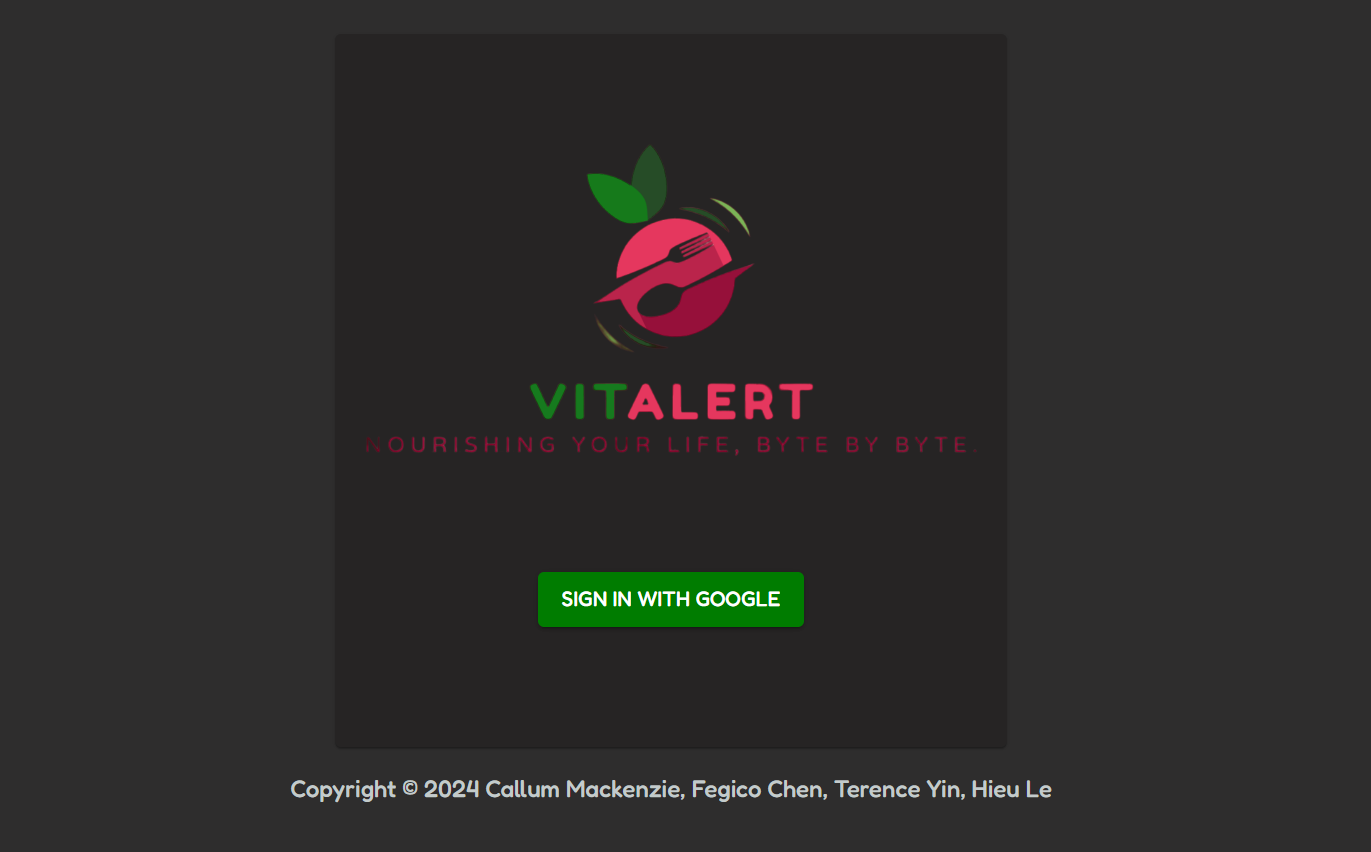 VITALERT
NOURISHING YOUR LIFE, BYTE BY BYTE.
SIGN IN WITH GOOGLE
Copyright © 2024 Callum Mackenzie, Fegico Chen, Terence Yin, Hieu Le